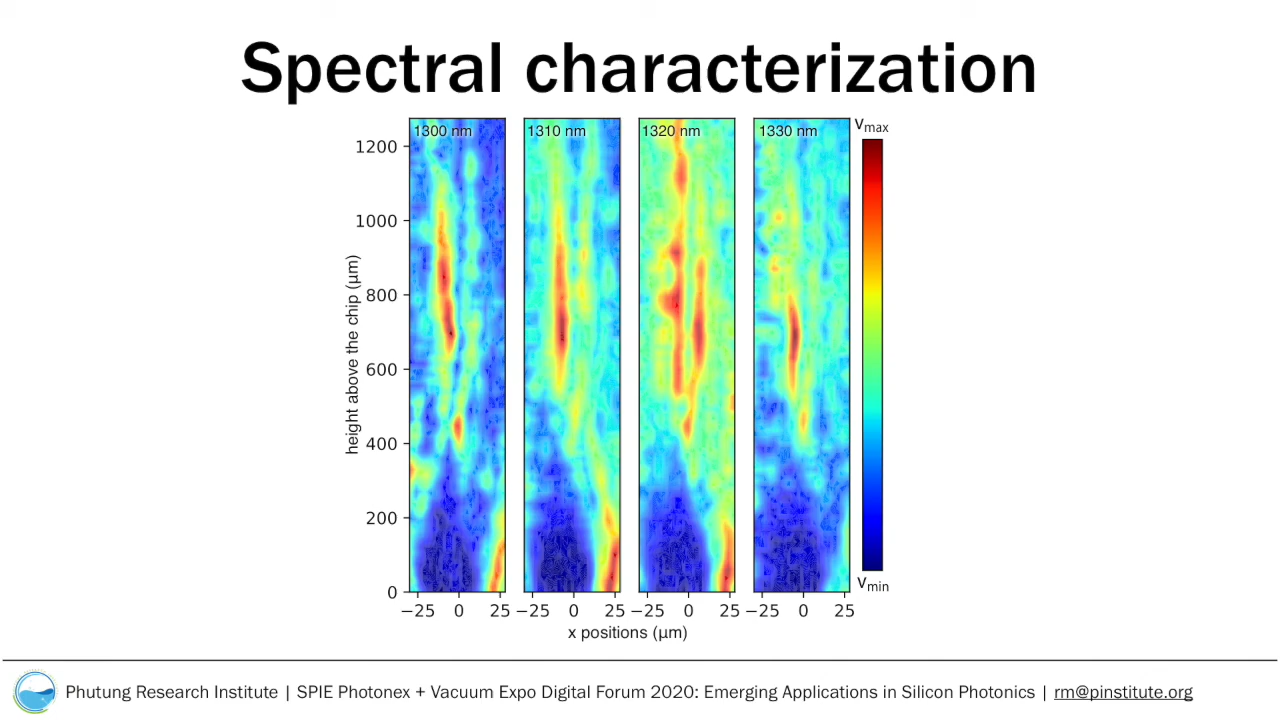 Spectral characterization
1300 nm
1310 nm
1320 nm
1330 nm
vmax
vmin
height above the chip (μm)
1200
1000
800
600
400
200
0
−25 0 25 −25 0 25 −25 0 25 −25 0 25
x positions (μm)
Phutung Research Institute | SPIE Photonex + Vacuum Expo Digital Forum 2020: Emerging Applications in Silicon Photonics | rm@pinstitute.org